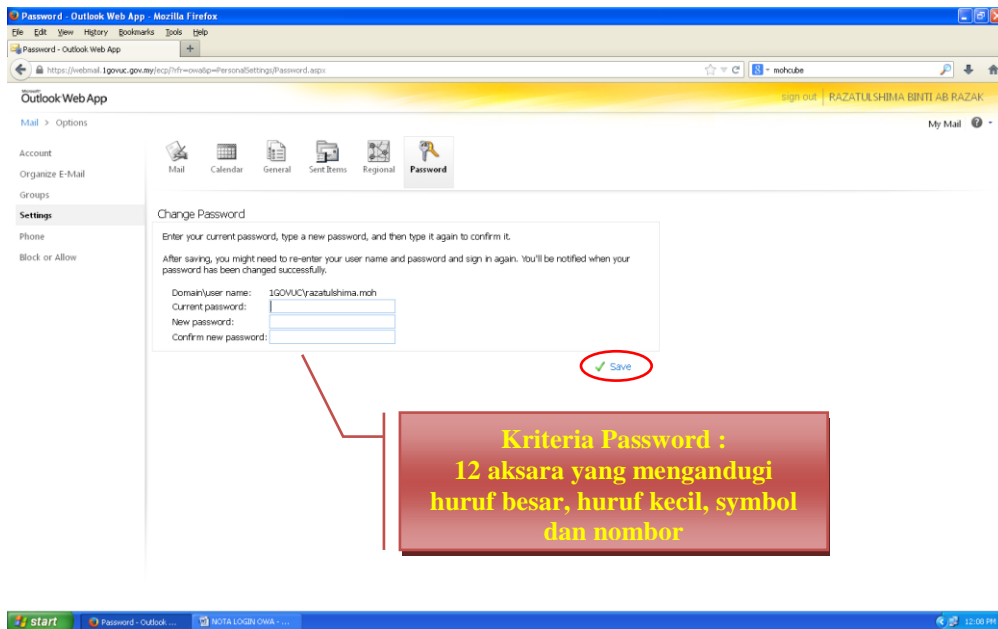 Password - Outlook Web App - Mozilla Firefox
File Edit View History Bookmarks Tools Help
Password - Outlook Web App +
https://webmail.1govuc.gov.my/ecp/?rfr=owa&p=PersonalSettings/Password.aspx
mohcube
Microsoft
Outlook Web App
sign out RAZATULSHIMA BINTI AB RAZAK
Mail > Options
My Mail ?
Account
Organize E-Mail
Groups
Settings
Phone
Block or Allow
Mail Calendar General Sent Items Regional Password
Change Password
Enter your current password, type a new password, and then type it again to confirm it.
After saving, you might need to re-enter your user name and password and sign in again. You'll be notified when your
password has been changed successfully.
Domain\user name: 1GOVUC\razatulshima.moh
Current password:
New password:
Confirm new password:
Save
Kriteria Password :
12 aksara yang mengandugi
huruf besar, huruf kecil, symbol
dan nombor
start Password - Outlook ... NOTA LOGIN OWA - ... 12:00 PM